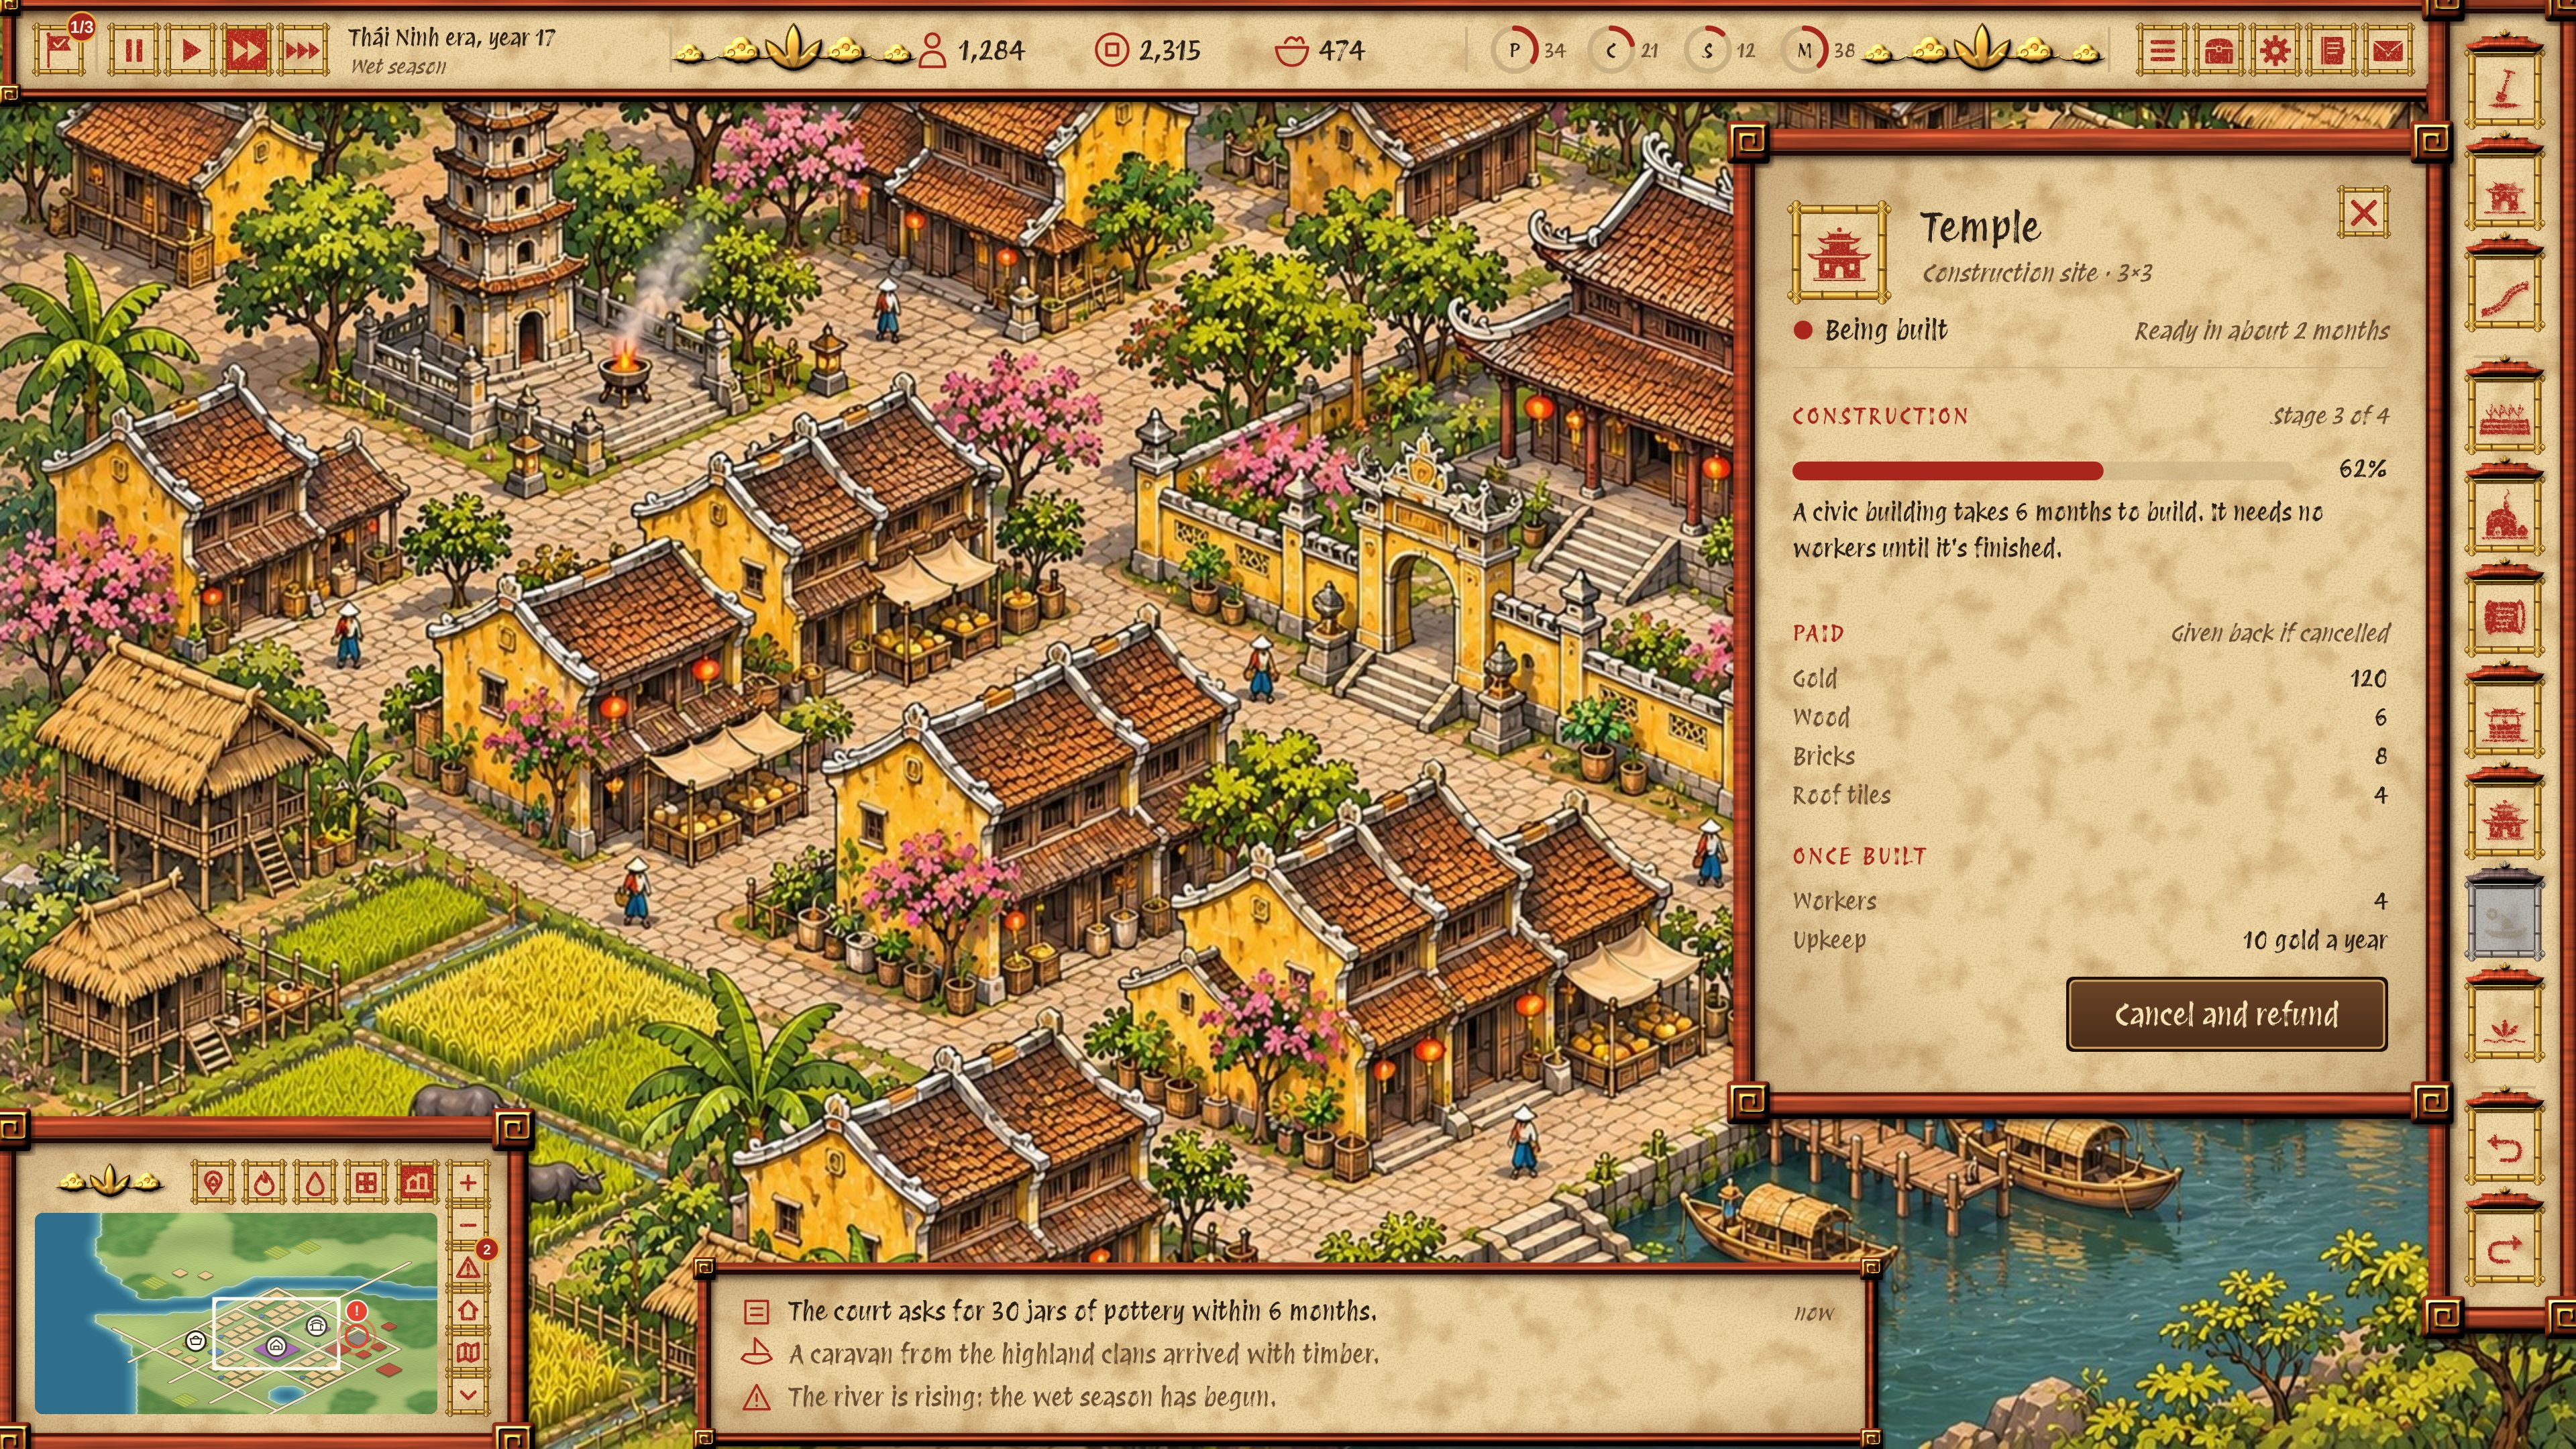 1/3
Thái Ninh era, year 17
Wet season
1,284
2,315
474
P 34
C 21
S 12
M 38
Temple
Construction site · 3×3
Being built
Ready in about 2 months
CONSTRUCTION
Stage 3 of 4
62%
A civic building takes 6 months to build. It needs no
workers until it's finished.
PAID
Given back if cancelled
Gold 120
Wood 6
Bricks 8
Roof tiles 4
ONCE BUILT
Workers 4
Upkeep 10 gold a year
Cancel and refund
2
!
The court asks for 30 jars of pottery within 6 months.
now
A caravan from the highland clans arrived with timber.
The river is rising: the wet season has begun.